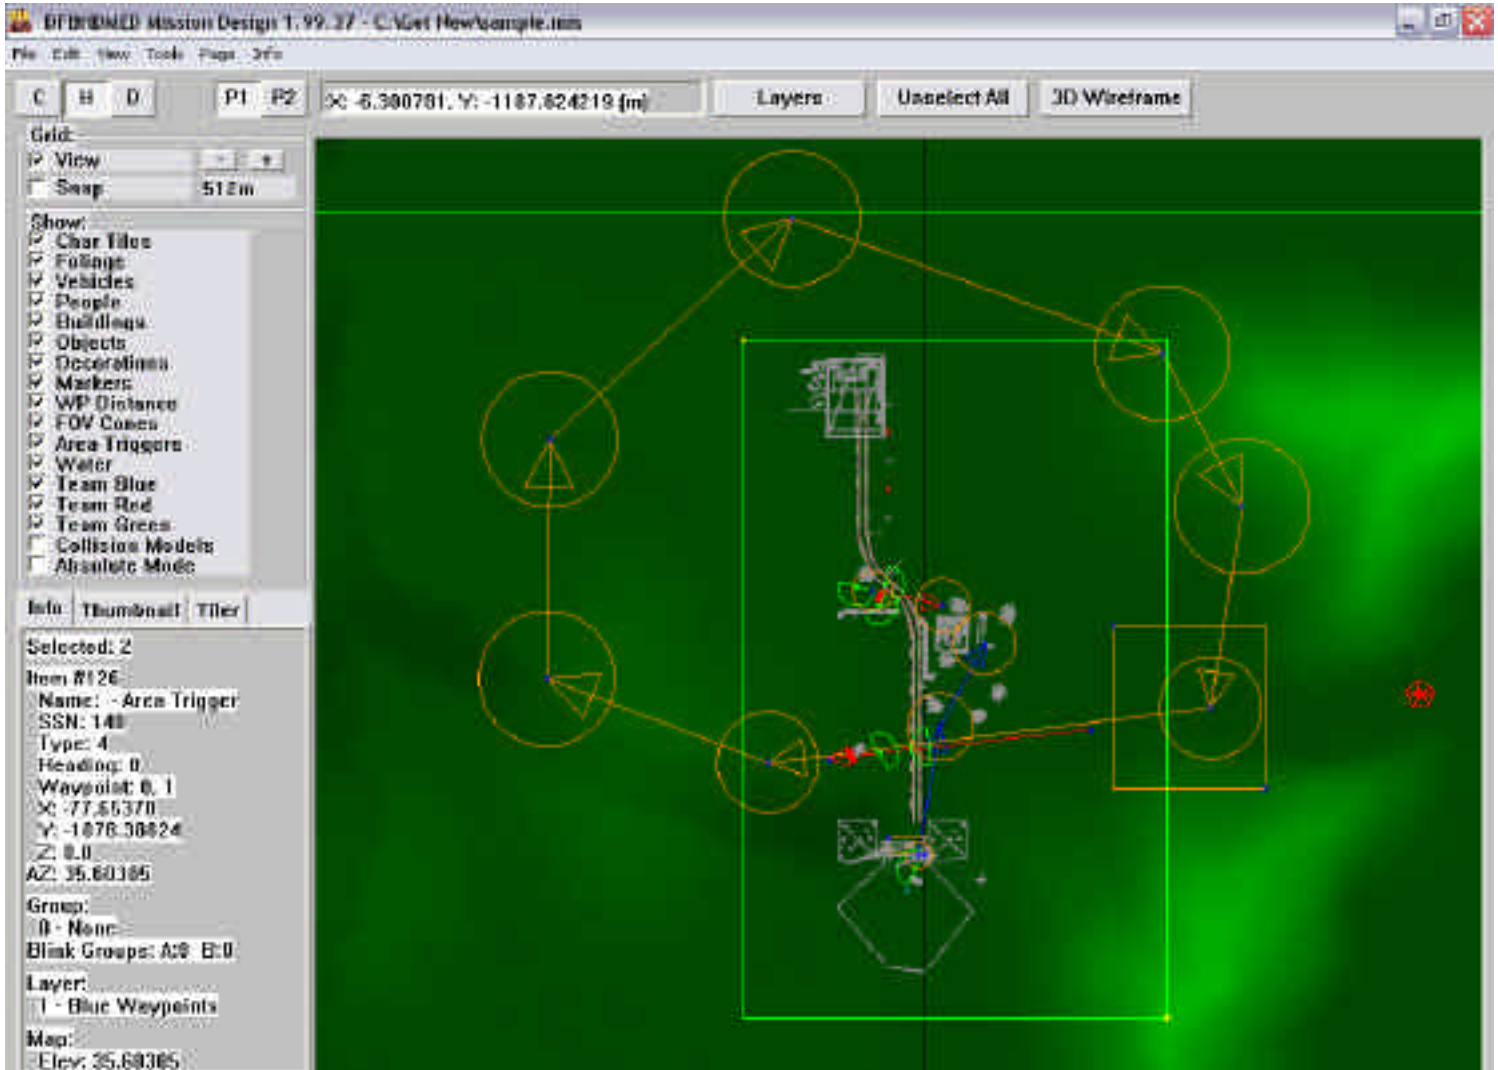 Mission Design 1.99.37 - C:\Get New\sample.mis
File Edit View Tools Page Info
C H D P1 P2 X: -6.380781, Y: -1187.824219 (m) Layers Unselect All 3D Wireframe
Grid:
View - +
Snap 512m
Show:
Char Tiles
Foliage
Vehicles
People
Buildings
Objects
Decorations
Markers
WP Distance
FOV Cones
Area Triggers
Water
Team Blue
Team Red
Team Green
Collision Models
Absolute Mode
Info Thumbnail Tiler
Selected: 2
Item #126
Name: - Area Trigger
SSN: 140
Type: 4
Heading: 0
Waypoint: 0, 1
X: -77.65370
Y: -1078.38824
Z: 0.0
AZ: 35.60385
Group:
0 - None
Blink Groups: A:0 B:0
Layer:
1 - Blue Waypoints
Map:
Elev: 35.60385